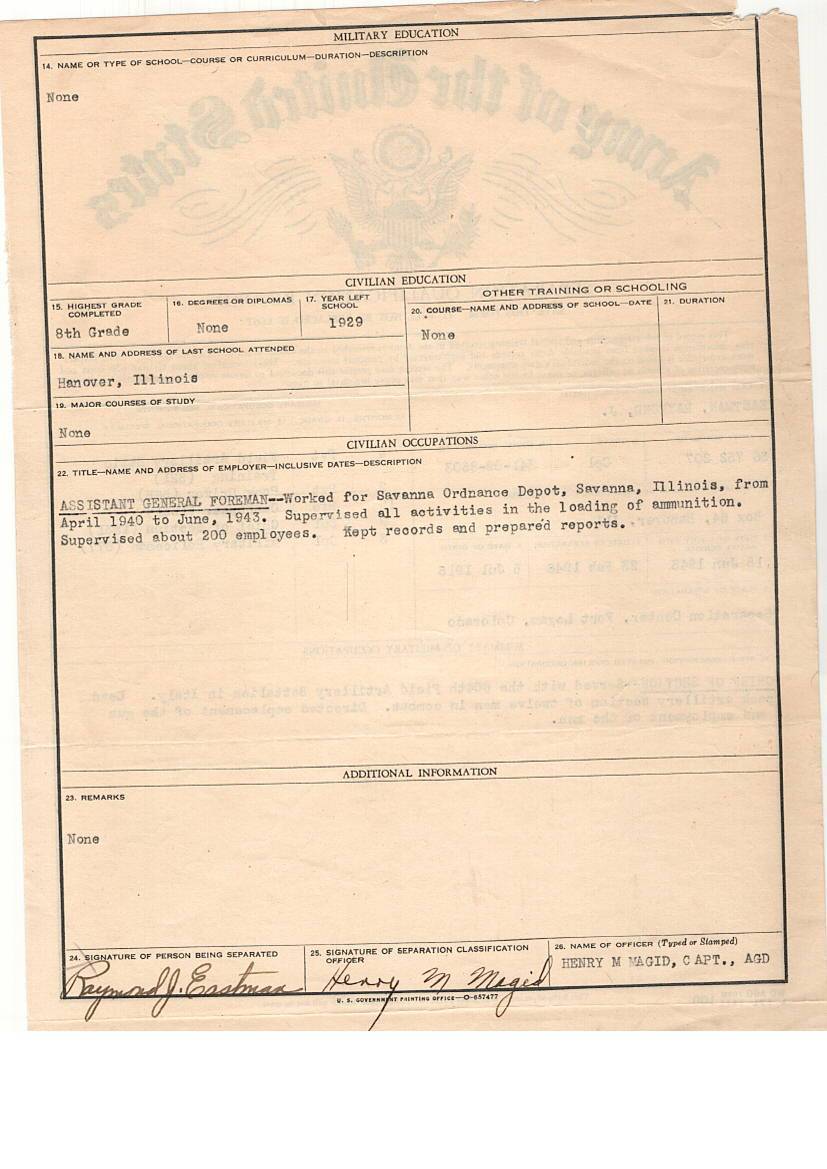 MILITARY EDUCATION
14. NAME OR TYPE OF SCHOOL—COURSE OR CURRICULUM—DURATION—DESCRIPTION
None
Army of the United States
CIVILIAN EDUCATION
15. HIGHEST GRADE COMPLETED
8th Grade
16. DEGREES OR DIPLOMAS
None
17. YEAR LEFT SCHOOL
1929
OTHER TRAINING OR SCHOOLING
20. COURSE—NAME AND ADDRESS OF SCHOOL—DATE
None
21. DURATION
18. NAME AND ADDRESS OF LAST SCHOOL ATTENDED
Hanover, Illinois
19. MAJOR COURSES OF STUDY
None
CIVILIAN OCCUPATIONS
22. TITLE—NAME AND ADDRESS OF EMPLOYER—INCLUSIVE DATES—DESCRIPTION
ASSISTANT GENERAL FOREMAN--Worked for Savanna Ordnance Depot, Savanna, Illinois, from
April 1940 to June, 1943. Supervised all activities in the loading of ammunition.
Supervised about 200 employees. Kept records and prepared reports.
ADDITIONAL INFORMATION
23. REMARKS
None
24. SIGNATURE OF PERSON BEING SEPARATED
Raymond J. Eastman
25. SIGNATURE OF SEPARATION CLASSIFICATION OFFICER
Henry M Magid
26. NAME OF OFFICER (Typed or Stamped)
HENRY M MAGID, CAPT., AGD
U. S. GOVERNMENT PRINTING OFFICE—O-657477